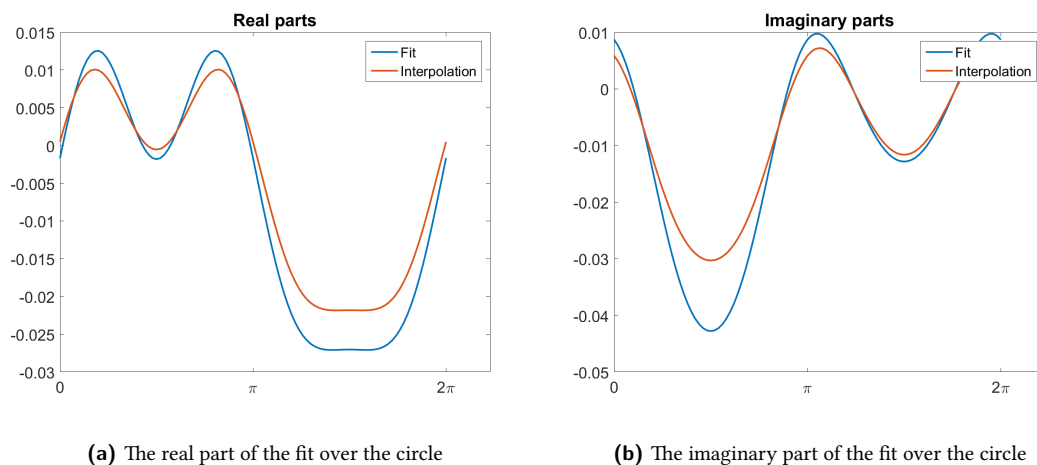 Real parts
0.015
0.01
0.005
0
-0.005
-0.01
-0.015
-0.02
-0.025
-0.03
0
π
2π
Fit
Interpolation
(a) The real part of the fit over the circle
Imaginary parts
0.01
0
-0.01
-0.02
-0.03
-0.04
-0.05
0
π
2π
Fit
Interpolation
(b) The imaginary part of the fit over the circle